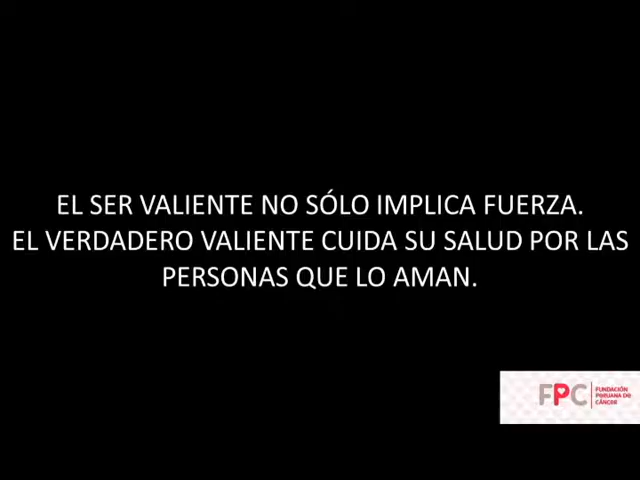 EL SER VALIENTE NO SÓLO IMPLICA FUERZA.
EL VERDADERO VALIENTE CUIDA SU SALUD POR LAS
PERSONAS QUE LO AMAN.
FPC
FUNDACIÓN
PERUANA DE
CÁNCER